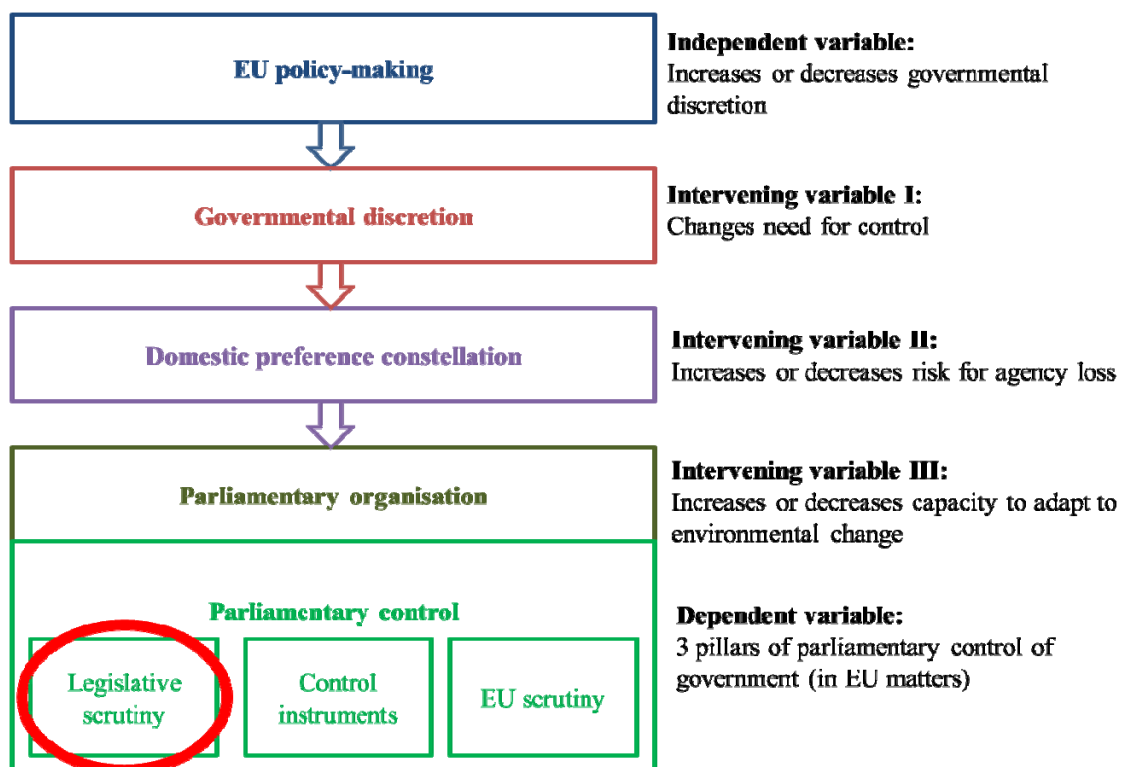 EU policy-making
Independent variable:
Increases or decreases governmental
discretion
Governmental discretion
Intervening variable I:
Changes need for control
Domestic preference constellation
Intervening variable II:
Increases or decreases risk for agency loss
Parliamentary organisation
Intervening variable III:
Increases or decreases capacity to adapt to
environmental change
Parliamentary control
Legislative
scrutiny
Control
instruments
EU scrutiny
Dependent variable:
3 pillars of parliamentary control of
government (in EU matters)